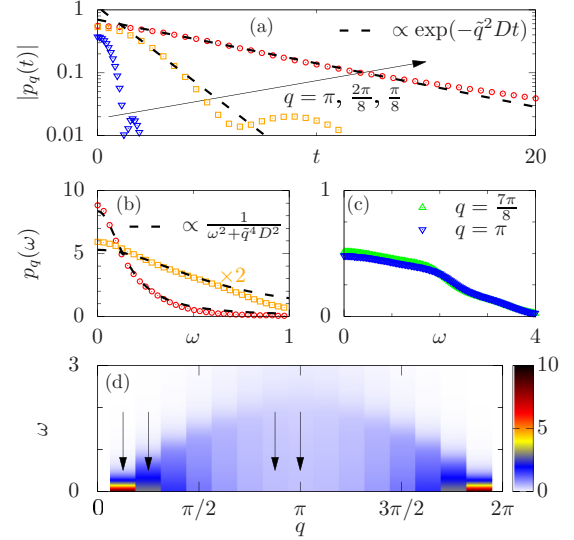 (a)
∝ exp(−q̃²Dt)
|p_q(t)|
1
0.1
0.01
q = π, 2π/8, π/8
0
t
20
(b)
∝ 1/(ω²+q̃⁴D²)
p_q(ω)
10
5
0
×2
0
ω
1
(c)
q = 7π/8
q = π
1
0
0
ω
4
(d)
ω
3
0
0
π/2
π
3π/2
2π
q
10
5
0